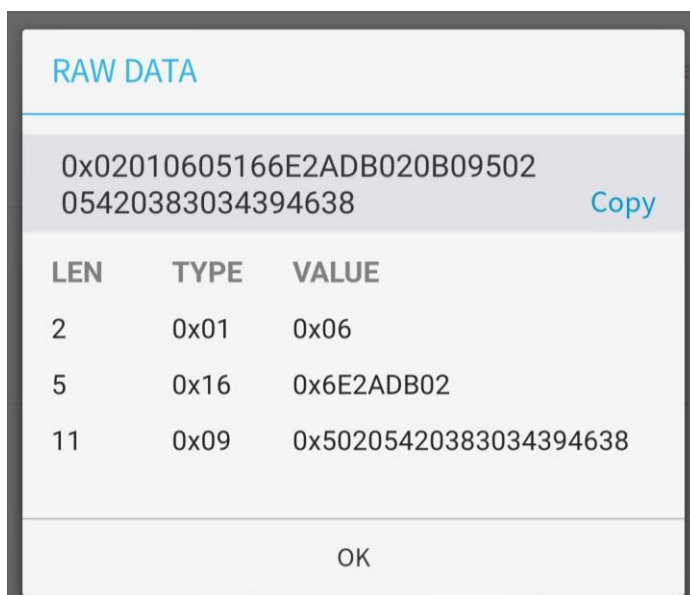 RAW DATA
0x02010605166E2ADB020B09502
05420383034394638
Copy
LEN TYPE VALUE
2 0x01 0x06
5 0x16 0x6E2ADB02
11 0x09 0x50205420383034394638
OK